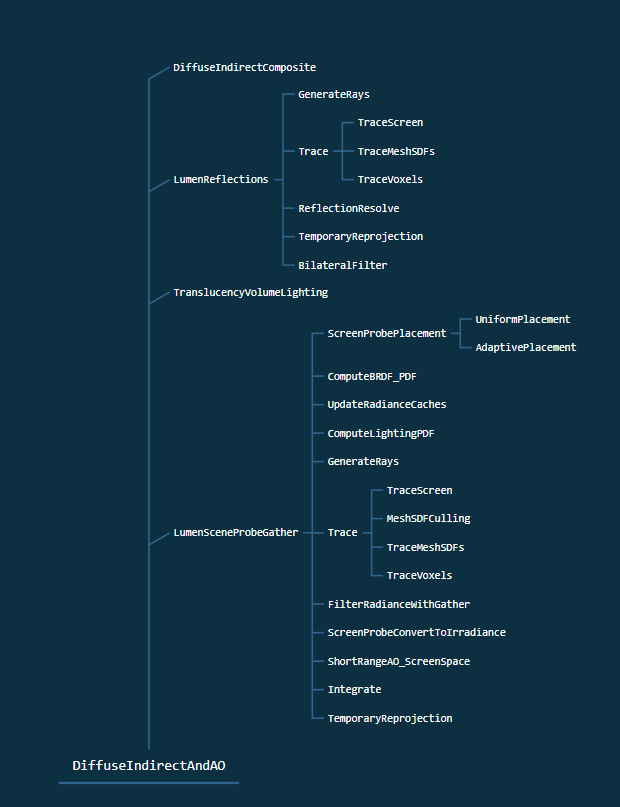 DiffuseIndirectComposite
GenerateRays
TraceScreen
Trace
TraceMeshSDFs
LumenReflections
TraceVoxels
ReflectionResolve
TemporaryReprojection
BilateralFilter
TranslucencyVolumeLighting
UniformPlacement
ScreenProbePlacement
AdaptivePlacement
ComputeBRDF_PDF
UpdateRadianceCaches
ComputeLightingPDF
GenerateRays
TraceScreen
MeshSDFCulling
LumenSceneProbeGather
Trace
TraceMeshSDFs
TraceVoxels
FilterRadianceWithGather
ScreenProbeConvertToIrradiance
ShortRangeAO_ScreenSpace
Integrate
TemporaryReprojection
DiffuseIndirectAndAO